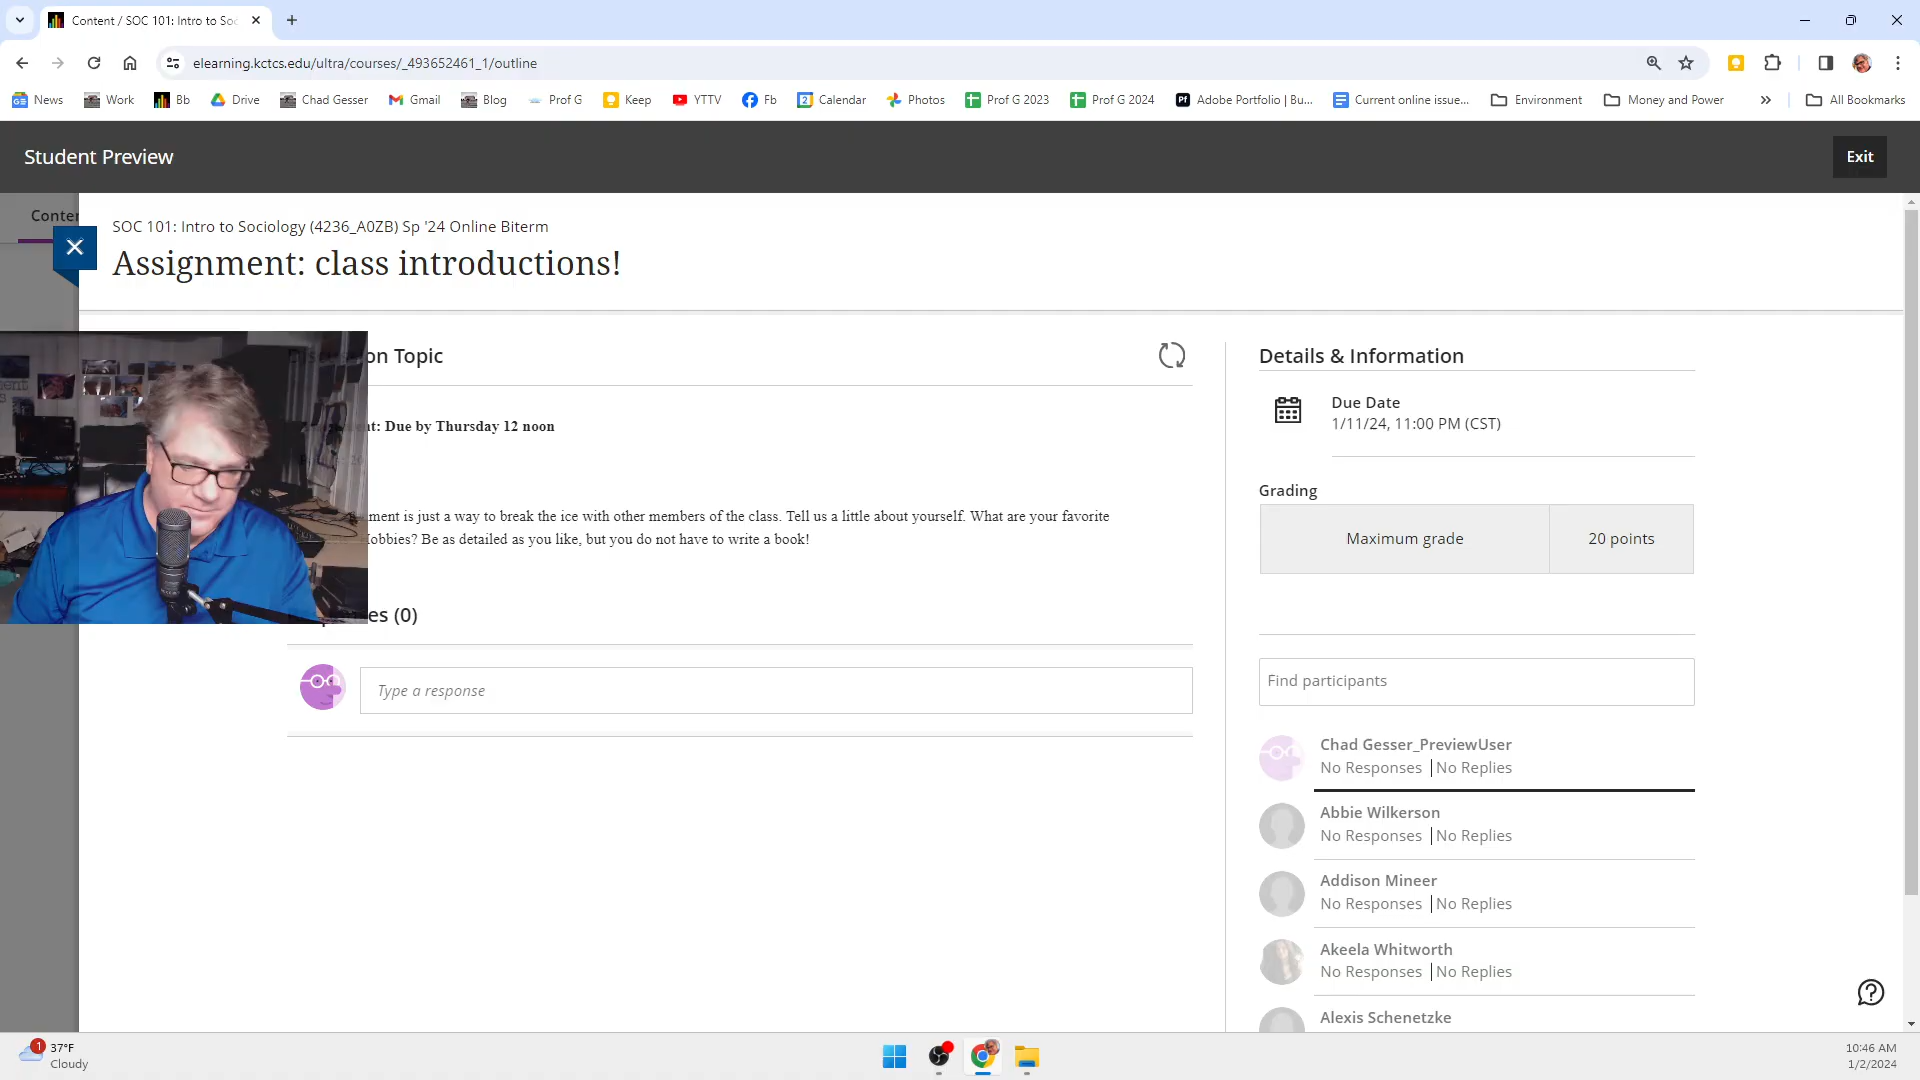 Content / SOC 101: Intro to Soc
elearning.kctcs.edu/ultra/courses/_493652461_1/outline
News Work Bb Drive Chad Gesser Gmail Blog Prof G Keep YTTV Fb Calendar Photos Prof G 2023 Prof G 2024 Adobe Portfolio | Bu... Current online issue... Environment Money and Power » All Bookmarks
Student Preview
Exit
Conter
SOC 101: Intro to Sociology (4236_A0ZB) Sp '24 Online Biterm
Assignment: class introductions!
on Topic
t: Due by Thursday 12 noon
ment is just a way to break the ice with other members of the class. Tell us a little about yourself. What are your favorite
obbies? Be as detailed as you like, but you do not have to write a book!
es (0)
Type a response
Details & Information
Due Date
1/11/24, 11:00 PM (CST)
Grading
Maximum grade
20 points
Find participants
Chad Gesser_PreviewUser
No Responses | No Replies
Abbie Wilkerson
No Responses | No Replies
Addison Mineer
No Responses | No Replies
Akeela Whitworth
No Responses | No Replies
Alexis Schenetzke
1
37°F
Cloudy
10:46 AM
1/2/2024